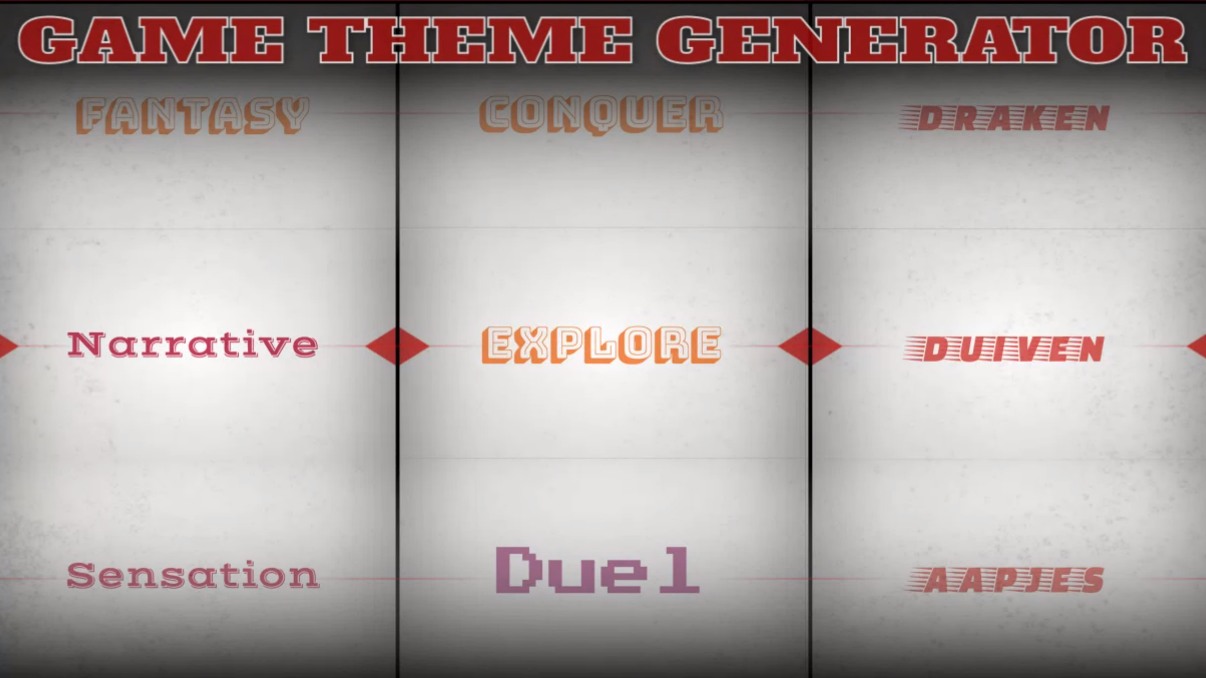 GAME THEME GENERATOR
FANTASY CONQUER DRAKEN
Narrative EXPLORE DUIVEN
Sensation Duel AAPJES